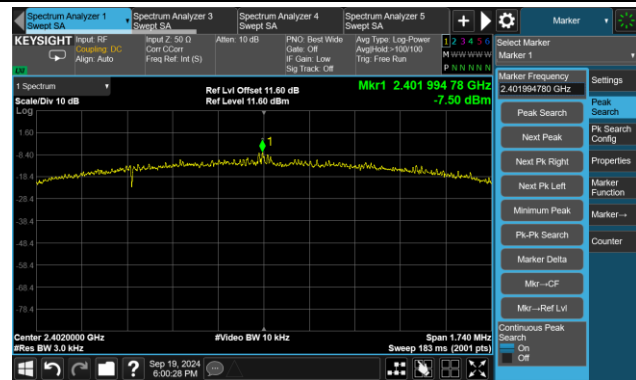 Spectrum Analyzer 1
Swept SA
Spectrum Analyzer 3
Swept SA
Spectrum Analyzer 4
Swept SA
Spectrum Analyzer 5
Swept SA
Marker
KEYSIGHT
Input: RF
Coupling: DC
Align: Auto
Input Z: 50 Ω
Corr CCorr
Freq Ref: Int (S)
Atten: 10 dB
PNO: Best Wide
Gate: Off
IF Gain: Low
Sig Track: Off
Avg Type: Log-Power
Avg|Hold:>100/100
Trig: Free Run
1 2 3 4 5 6
M W W W W W
P N N N N N
Select Marker
Marker 1
1 Spectrum
Scale/Div 10 dB
Log
Ref Lvl Offset 11.60 dB
Ref Level 11.60 dBm
Mkr1 2.401 994 78 GHz
-7.50 dBm
1.60
-8.40
-18.4
-28.4
-38.4
-48.4
-58.4
-68.4
-78.4
1
Center 2.4020000 GHz
#Res BW 3.0 kHz
#Video BW 10 kHz
Span 1.740 MHz
Sweep 183 ms (2001 pts)
Marker Frequency
2.401994780 GHz
Peak Search
Next Peak
Next Pk Right
Next Pk Left
Minimum Peak
Pk-Pk Search
Marker Delta
Mkr→CF
Mkr→Ref Lvl
Continuous Peak
Search
On
Off
Settings
Peak
Search
Pk Search
Config
Properties
Marker
Function
Marker→
Counter
Sep 19, 2024
6:00:28 PM